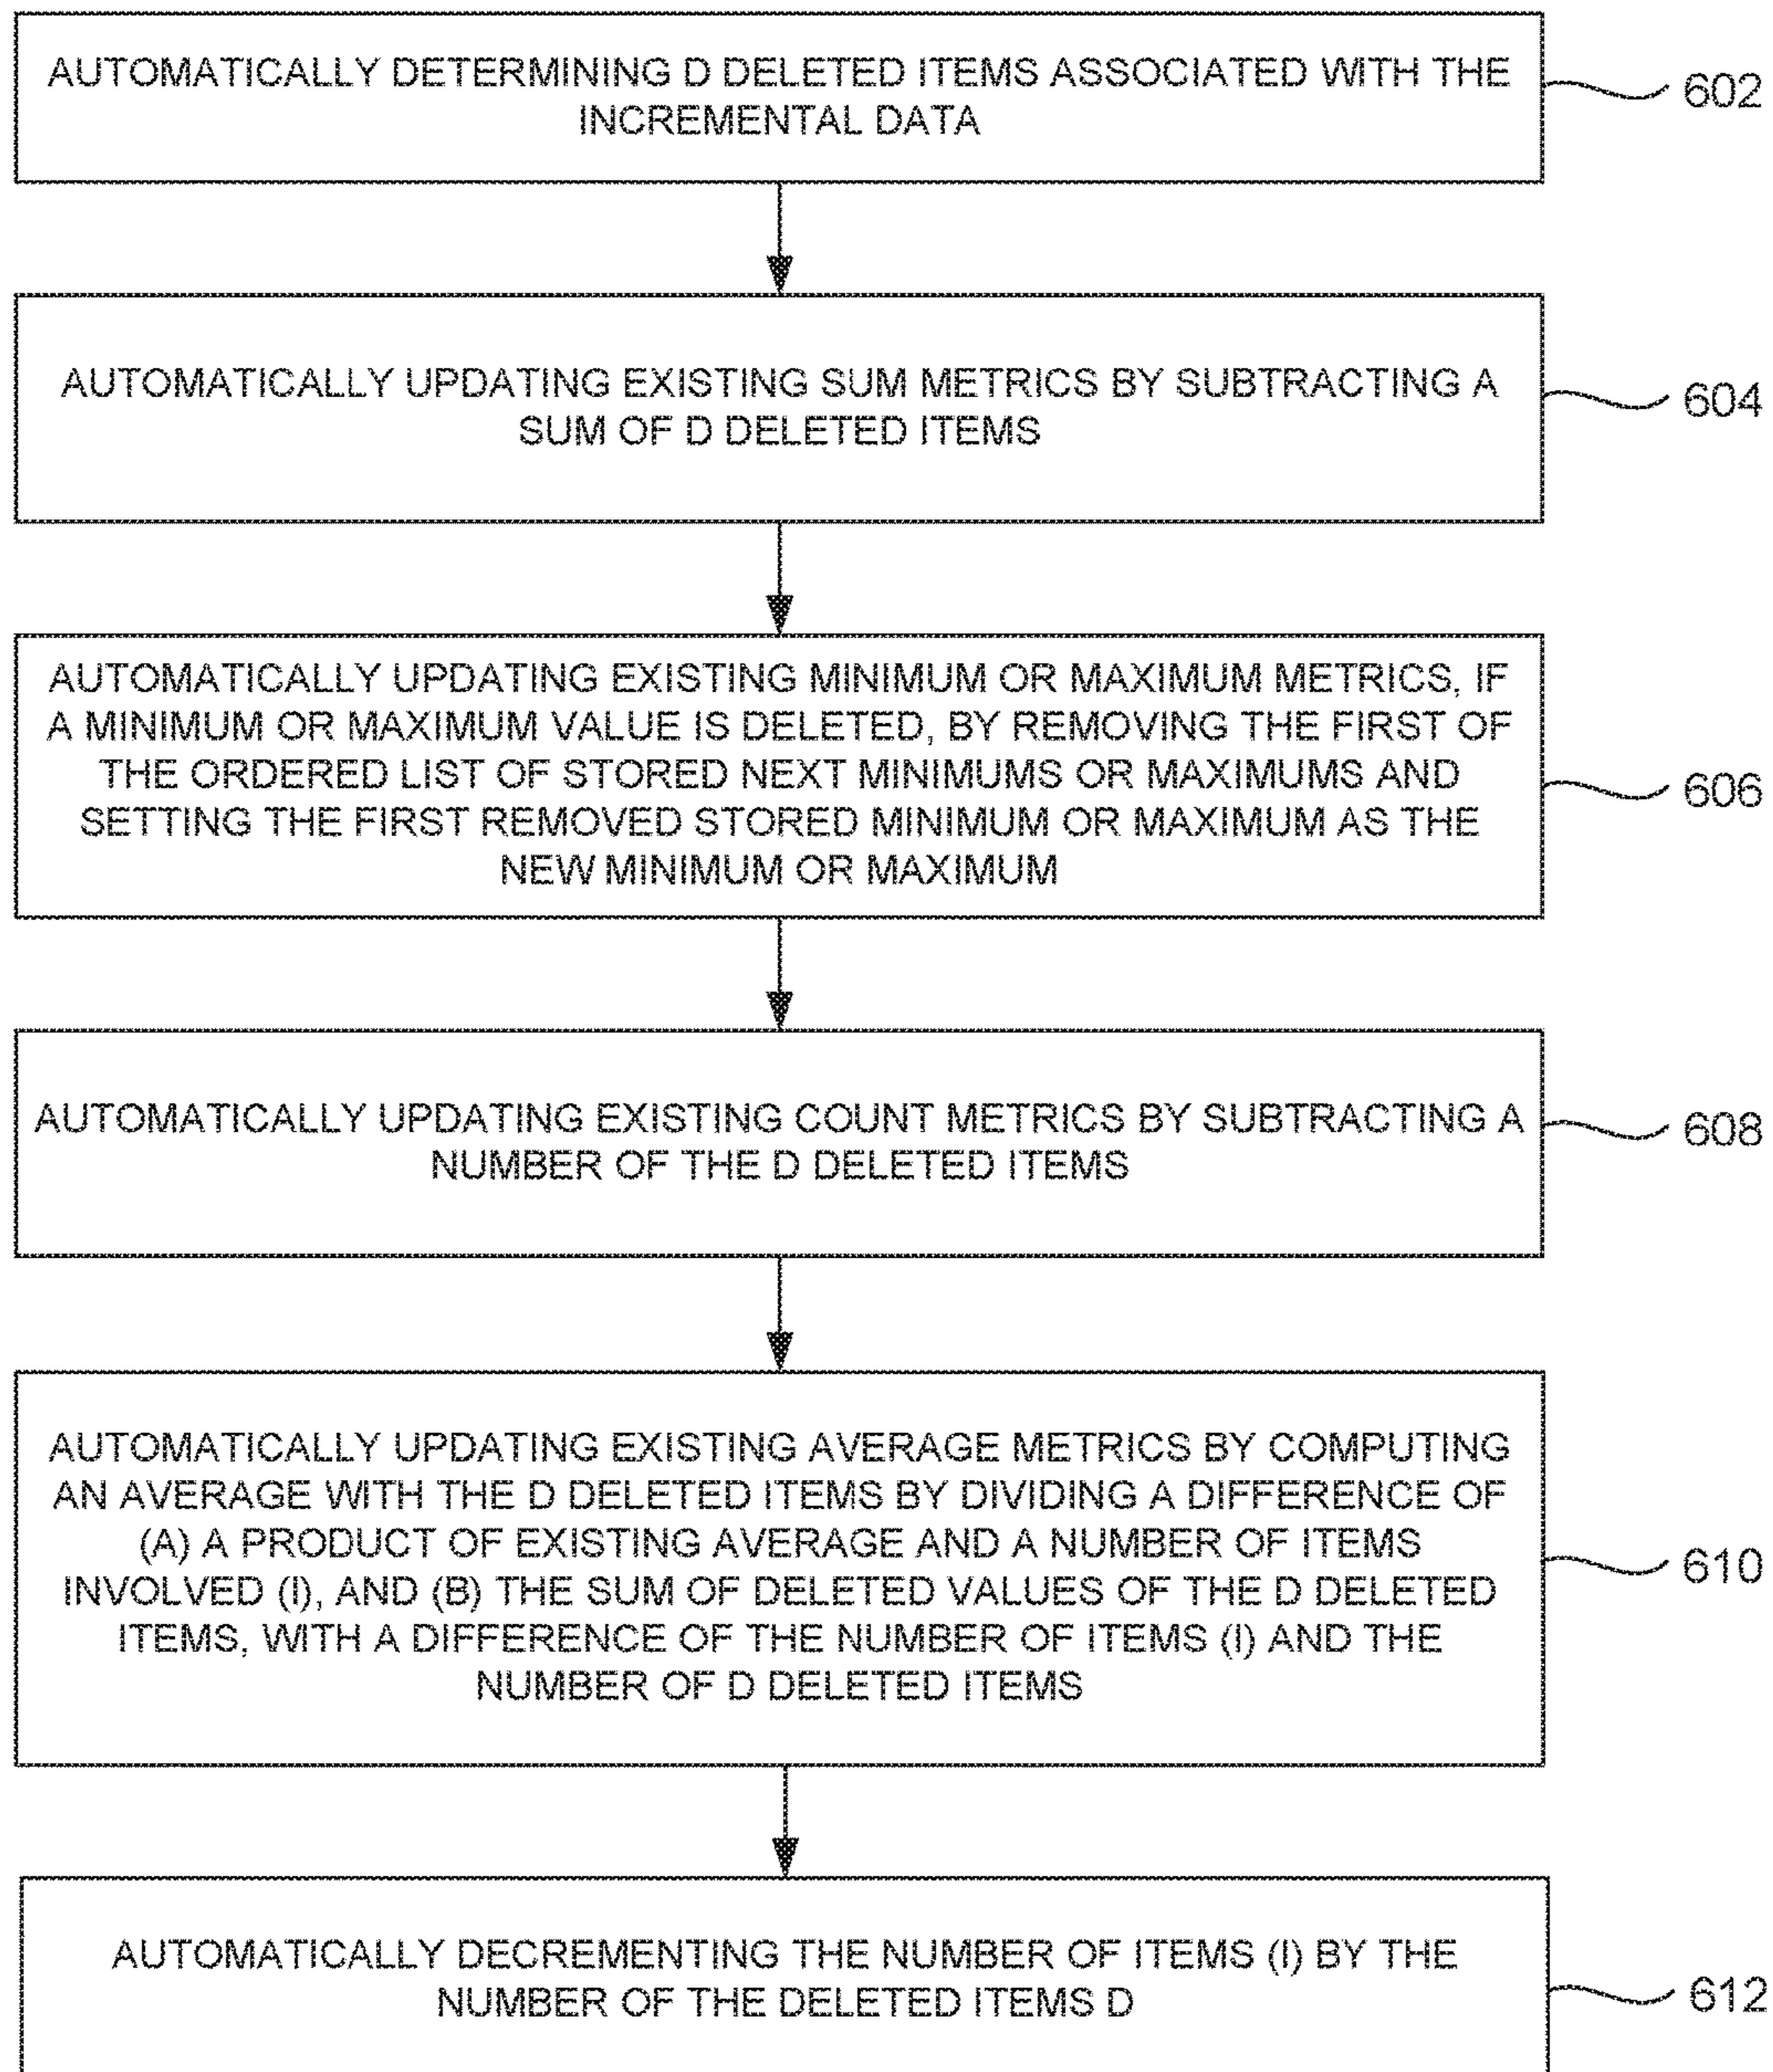 AUTOMATICALLY DETERMINING D DELETED ITEMS ASSOCIATED WITH THE
INCREMENTAL DATA
602
AUTOMATICALLY UPDATING EXISTING SUM METRICS BY SUBTRACTING A
SUM OF D DELETED ITEMS
604
AUTOMATICALLY UPDATING EXISTING MINIMUM OR MAXIMUM METRICS, IF
A MINIMUM OR MAXIMUM VALUE IS DELETED, BY REMOVING THE FIRST OF
THE ORDERED LIST OF STORED NEXT MINIMUMS OR MAXIMUMS AND
SETTING THE FIRST REMOVED STORED MINIMUM OR MAXIMUM AS THE
NEW MINIMUM OR MAXIMUM
606
AUTOMATICALLY UPDATING EXISTING COUNT METRICS BY SUBTRACTING A
NUMBER OF THE D DELETED ITEMS
608
AUTOMATICALLY UPDATING EXISTING AVERAGE METRICS BY COMPUTING
AN AVERAGE WITH THE D DELETED ITEMS BY DIVIDING A DIFFERENCE OF
(A) A PRODUCT OF EXISTING AVERAGE AND A NUMBER OF ITEMS
INVOLVED (I), AND (B) THE SUM OF DELETED VALUES OF THE D DELETED
ITEMS, WITH A DIFFERENCE OF THE NUMBER OF ITEMS (I) AND THE
NUMBER OF D DELETED ITEMS
610
AUTOMATICALLY DECREMENTING THE NUMBER OF ITEMS (I) BY THE
NUMBER OF THE DELETED ITEMS D
612